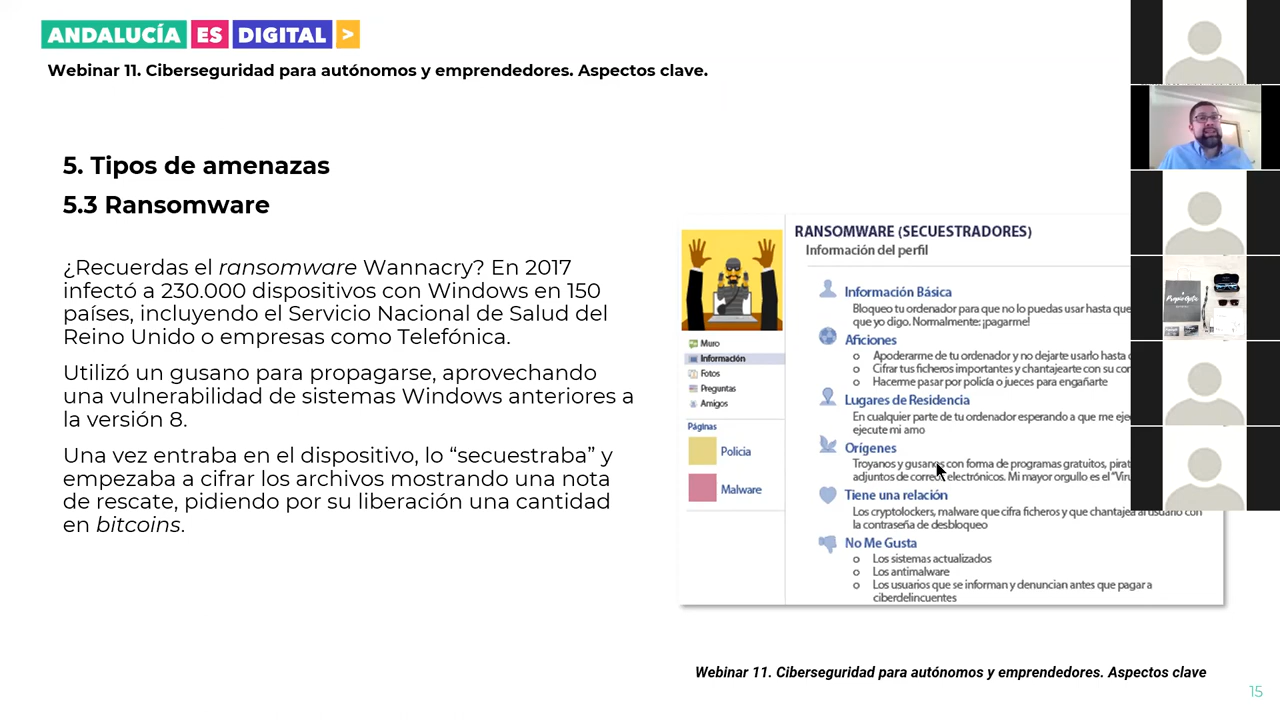 ANDALUCÍA ES DIGITAL >
Webinar 11. Ciberseguridad para autónomos y emprendedores. Aspectos clave.
5. Tipos de amenazas
5.3 Ransomware
¿Recuerdas el ransomware Wannacry? En 2017
infectó a 230.000 dispositivos con Windows en 150
países, incluyendo el Servicio Nacional de Salud del
Reino Unido o empresas como Telefónica.
Utilizó un gusano para propagarse, aprovechando
una vulnerabilidad de sistemas Windows anteriores a
la versión 8.
Una vez entraba en el dispositivo, lo “secuestraba” y
empezaba a cifrar los archivos mostrando una nota
de rescate, pidiendo por su liberación una cantidad
en bitcoins.
Muro
Información
Fotos
Preguntas
Amigos
Páginas
Policia
Malware
RANSOMWARE (SECUESTRADORES)
Información del perfil
Información Básica
Bloqueo tu ordenador para que no lo puedas usar hasta que
que yo digo. Normalmente: ¡pagarme!
Aficiones
o Apoderarme de tu ordenador y no dejarte usarlo hasta
o Cifrar tus ficheros importantes y chantajearte con su
o Hacerme pasar por policía o jueces para engañarte
Lugares de Residencia
En cualquier parte de tu ordenador esperando a que me
ejecute mi amo
Orígenes
Troyanos y gusanos con forma de programas gratuitos,
adjuntos de correos electrónicos. Mi mayor orgullo es el
Tiene una relación
Los cryptolockers, malware que cifra ficheros y que chantajea al usuario con
la contraseña de desbloqueo
No Me Gusta
o Los sistemas actualizados
o Los antimalware
o Los usuarios que se informan y denuncian antes que pagar a
ciberdelincuentes
Webinar 11. Ciberseguridad para autónomos y emprendedores. Aspectos clave
15